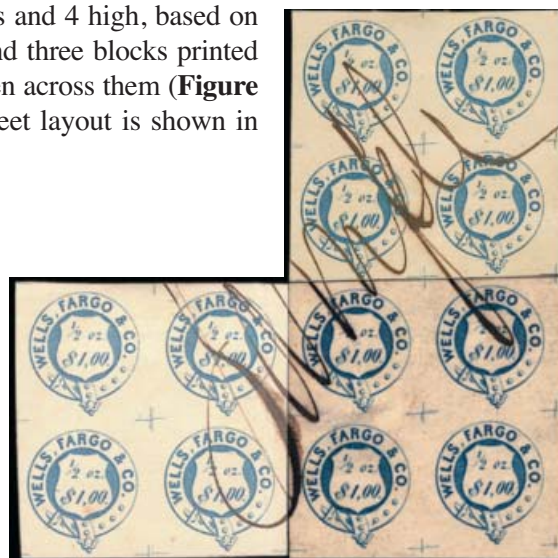 s and 4 high, based on
nd three blocks printed
en across them (Figure
eet layout is shown in
WELLS, FARGO & CO.
½ oz.
$1,00.
WELLS, FARGO & CO.
½ oz.
$1,00.
WELLS, FARGO & CO.
½ oz.
$1,00.
WELLS, FARGO & CO.
½ oz.
$1,00.
WELLS, FARGO & CO.
½ oz.
$1,00.
WELLS, FARGO & CO.
½ oz.
$1,00.
WELLS, FARGO & CO.
½ oz.
$1,00.
WELLS, FARGO & CO.
½ oz.
$1,00.
WELLS, FARGO & CO.
½ oz.
$1,00.
WELLS, FARGO & CO.
½ oz.
$1,00.
WELLS, FARGO & CO.
½ oz.
$1,00.
WELLS, FARGO & CO.
½ oz.
$1,00.